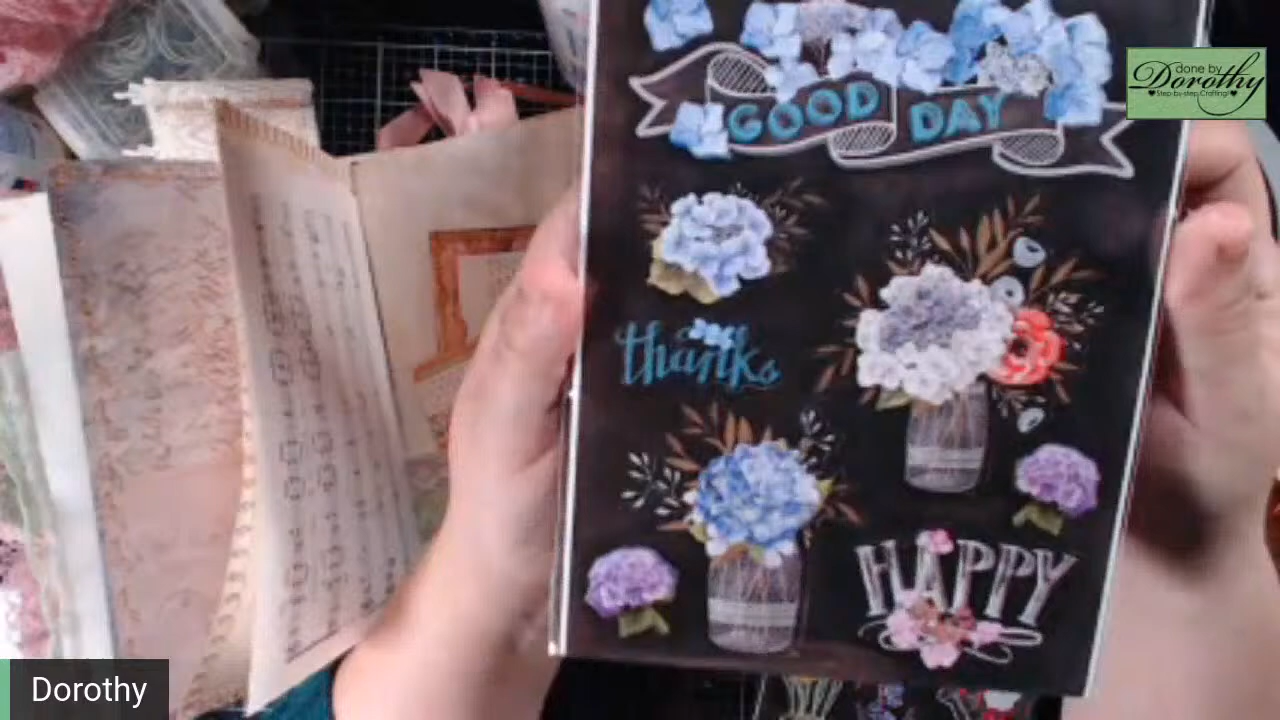 done by
Dorothy
Step-by-step Crafting!
GOOD DAY
thanks
HAPPY
Dorothy